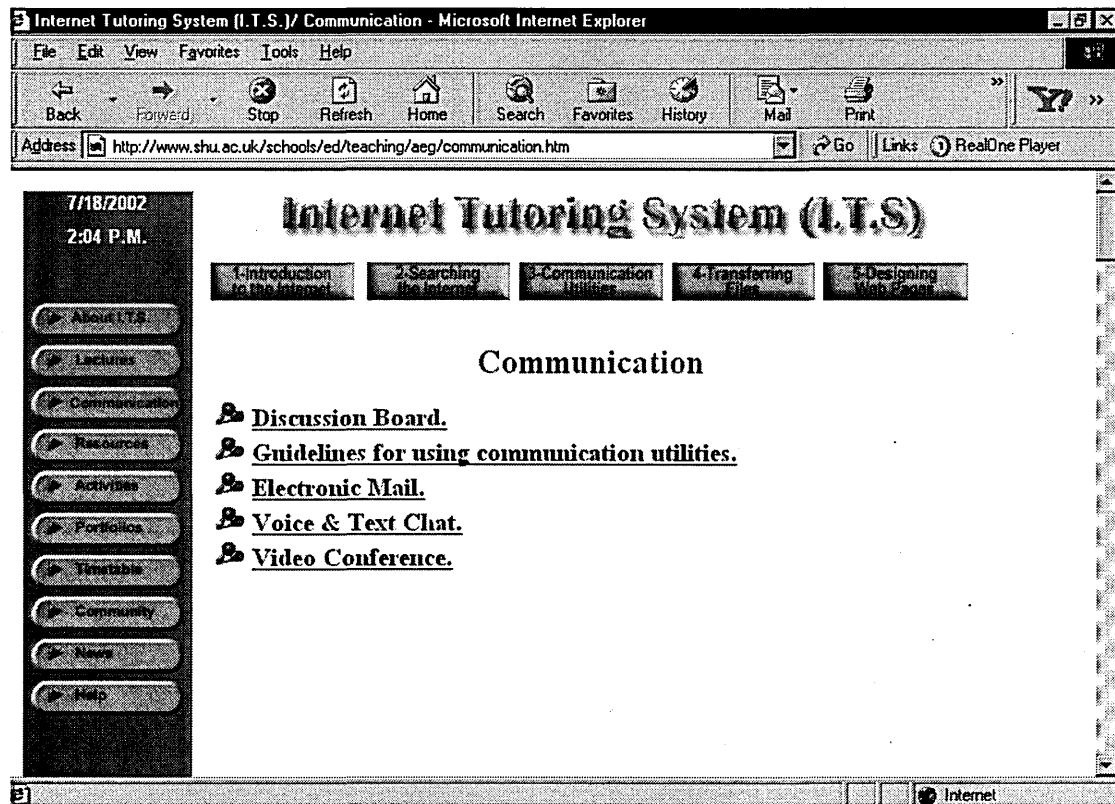 Internet Tutoring System (I.T.S.)/ Communication - Microsoft Internet Explorer
File Edit View Favorites Tools Help
Back Forward Stop Refresh Home Search Favorites History Mail Print
Address http://www.shu.ac.uk/schools/ed/teaching/aeg/communication.htm Go Links RealOne Player
7/18/2002
2:04 P.M.
Internet Tutoring System (I.T.S)
1-Introduction to the Internet
2-Searching the Internet
3-Communication Utilities
4-Transferring Files
5-Designing Web Pages
About I.T.S
Lectures
Communication
Resources
Activities
Portfolios
Timetable
Community
News
Help
Communication
Discussion Board.
Guidelines for using communication utilities.
Electronic Mail.
Voice & Text Chat.
Video Conference.
Internet